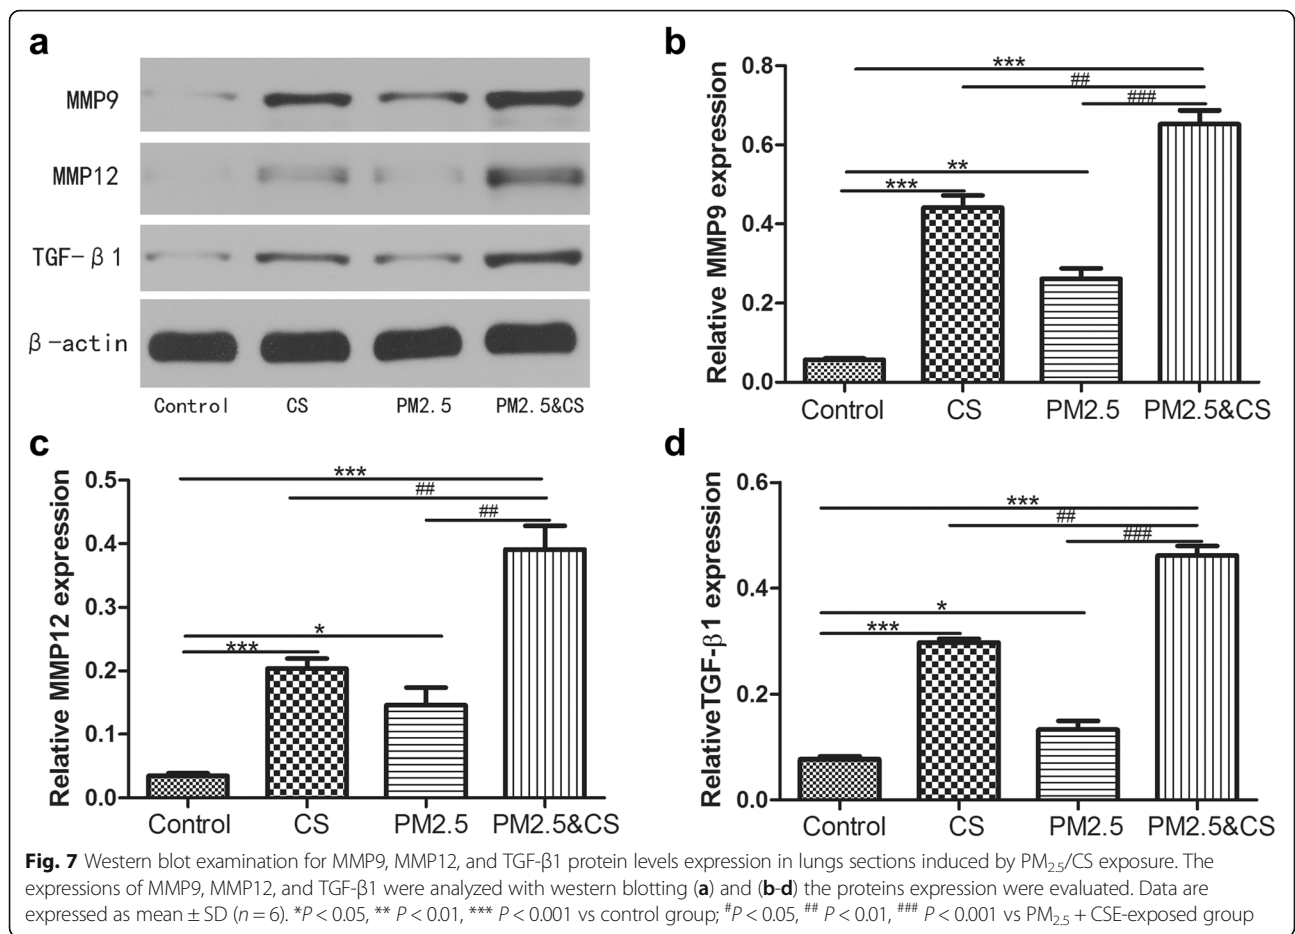 a
MMP9
MMP12
TGF-β1
β-actin
Control CS PM2.5 PM2.5&CS
b
Relative MMP9 expression
0.8
0.6
0.4
0.2
0.0
***
##
###
**
***
Control CS PM2.5 PM2.5&CS
c
Relative MMP12 expression
0.5
0.4
0.3
0.2
0.1
0.0
***
##
##
*
***
Control CS PM2.5 PM2.5&CS
d
RelativeTGF-β1 expression
0.6
0.4
0.2
0.0
***
##
###
*
***
Control CS PM2.5 PM2.5&CS
Fig. 7 Western blot examination for MMP9, MMP12, and TGF-β1 protein levels expression in lungs sections induced by PM2.5/CS exposure. The
expressions of MMP9, MMP12, and TGF-β1 were analyzed with western blotting (a) and (b-d) the proteins expression were evaluated. Data are
expressed as mean ± SD (n = 6). *P < 0.05, ** P < 0.01, *** P < 0.001 vs control group; #P < 0.05, ## P < 0.01, ### P < 0.001 vs PM2.5 + CSE-exposed group